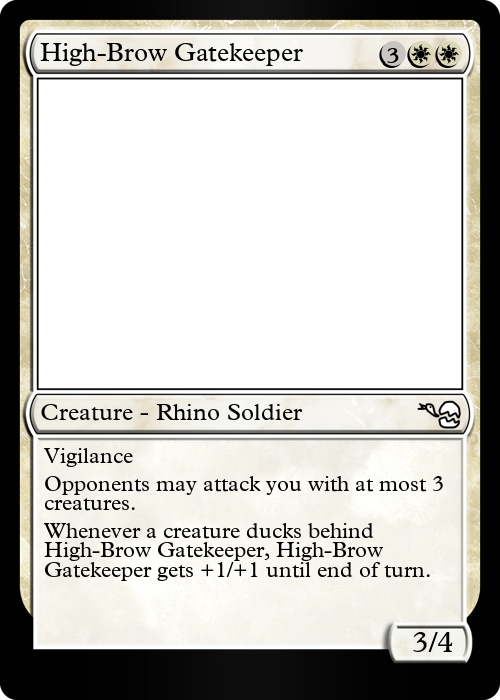 High-Brow Gatekeeper 3
Creature - Rhino Soldier
Vigilance
Opponents may attack you with at most 3
creatures.
Whenever a creature ducks behind
High-Brow Gatekeeper, High-Brow
Gatekeeper gets +1/+1 until end of turn.
3/4